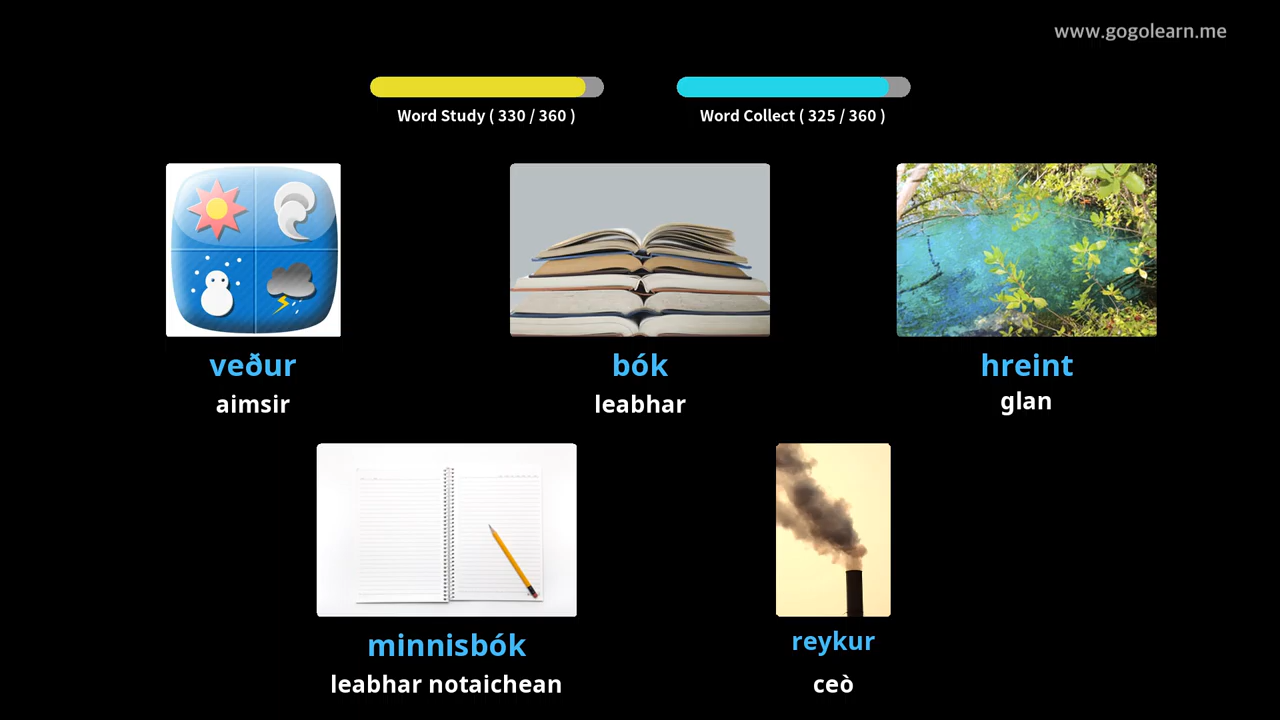 www.gogolearn.me
Word Study ( 330 / 360 )
Word Collect ( 325 / 360 )
veður
aimsir
bók
leabhar
hreint
glan
minnisbók
leabhar notaichean
reykur
ceò